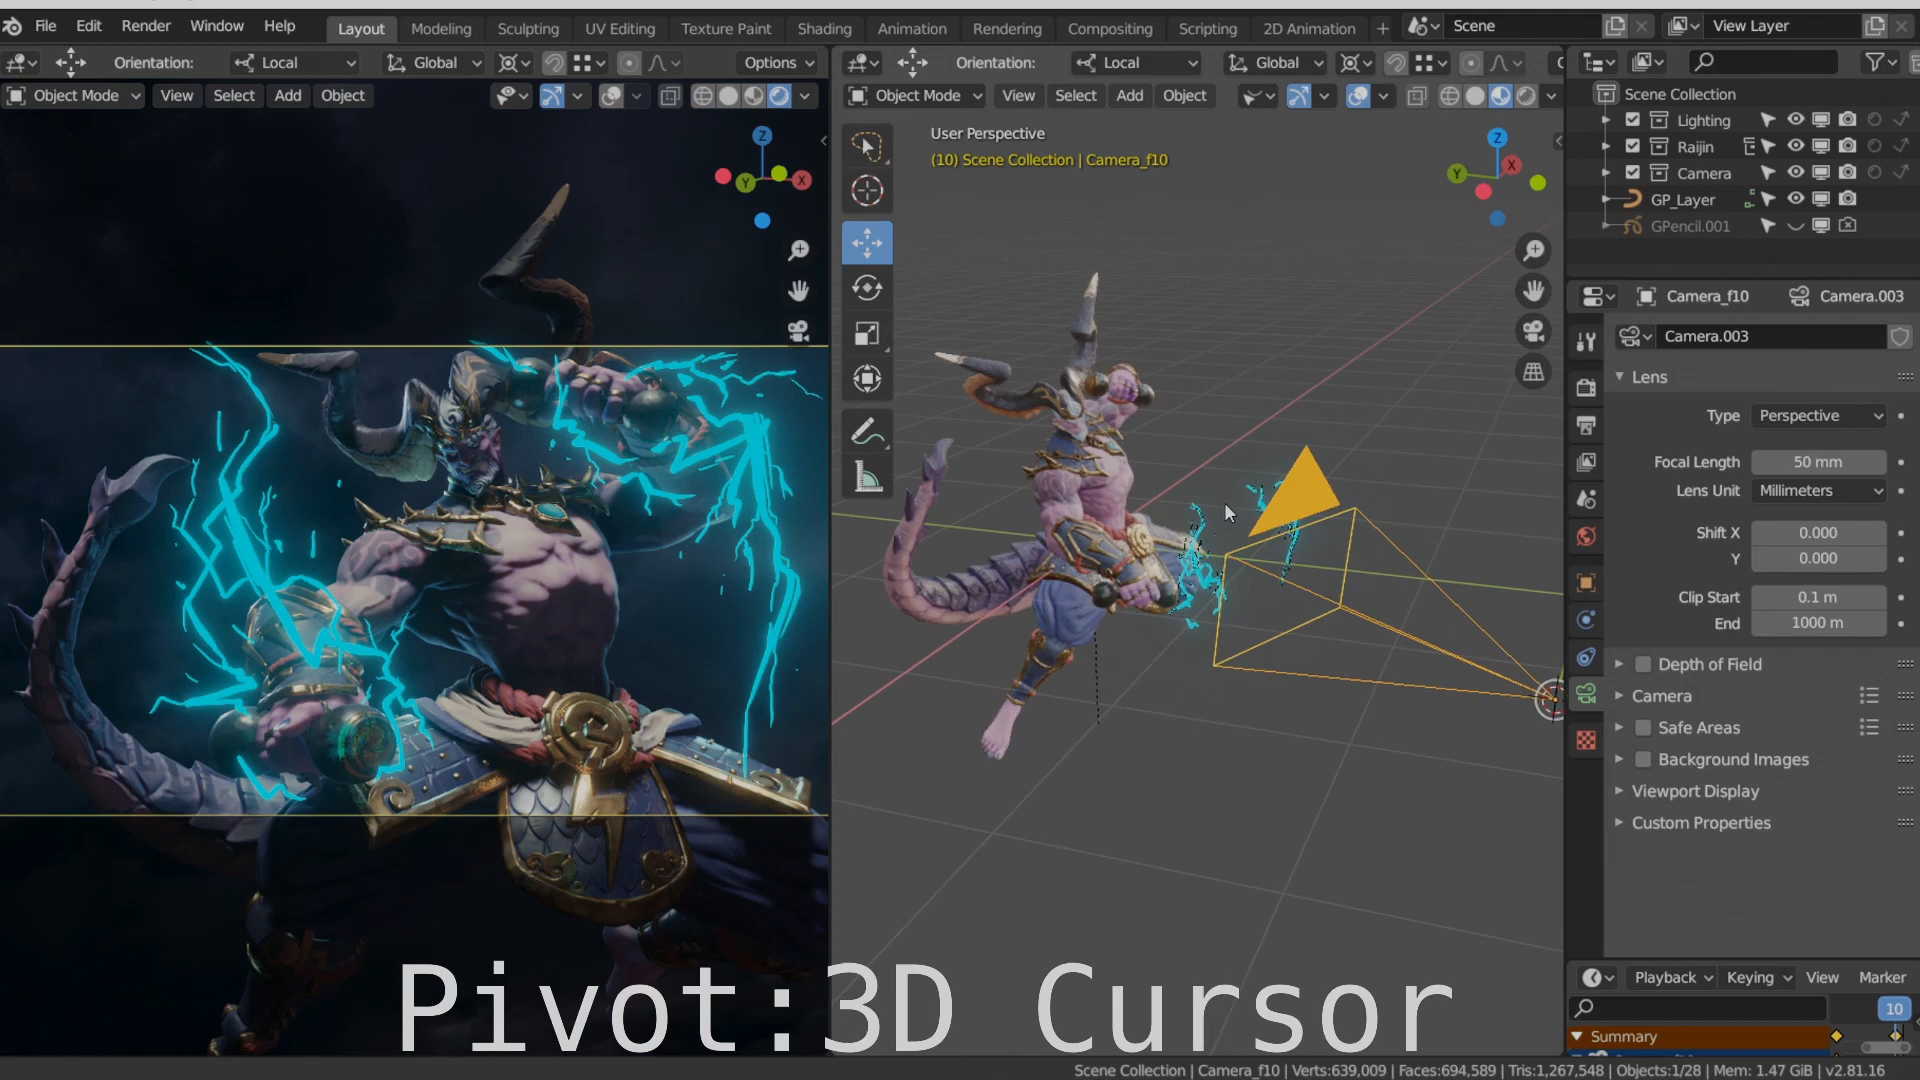 File Edit Render Window Help Layout Modeling Sculpting UV Editing Texture Paint Shading Animation Rendering Compositing Scripting 2D Animation + Scene View Layer
Orientation: Local Global Options
Object Mode View Select Add Object
Z
Y
X
Orientation: Local Global
Object Mode View Select Add Object
User Perspective
(10) Scene Collection | Camera_f10
Z
X
Y
Scene Collection
Lighting
Raijin
Camera
GP_Layer
GPencil.001
Camera_f10 Camera.003
Camera.003
Lens
Type Perspective
Focal Length 50 mm
Lens Unit Millimeters
Shift X 0.000
Y 0.000
Clip Start 0.1 m
End 1000 m
Depth of Field
Camera
Safe Areas
Background Images
Viewport Display
Custom Properties
Playback Keying View Marker
10
Summary
Pivot:3D Cursor
Scene Collection | Camera_f10 | Verts:639,009 | Faces:694,589 | Tris:1,267,548 | Objects:1/28 | Mem: 1.47 GiB | v2.81.16